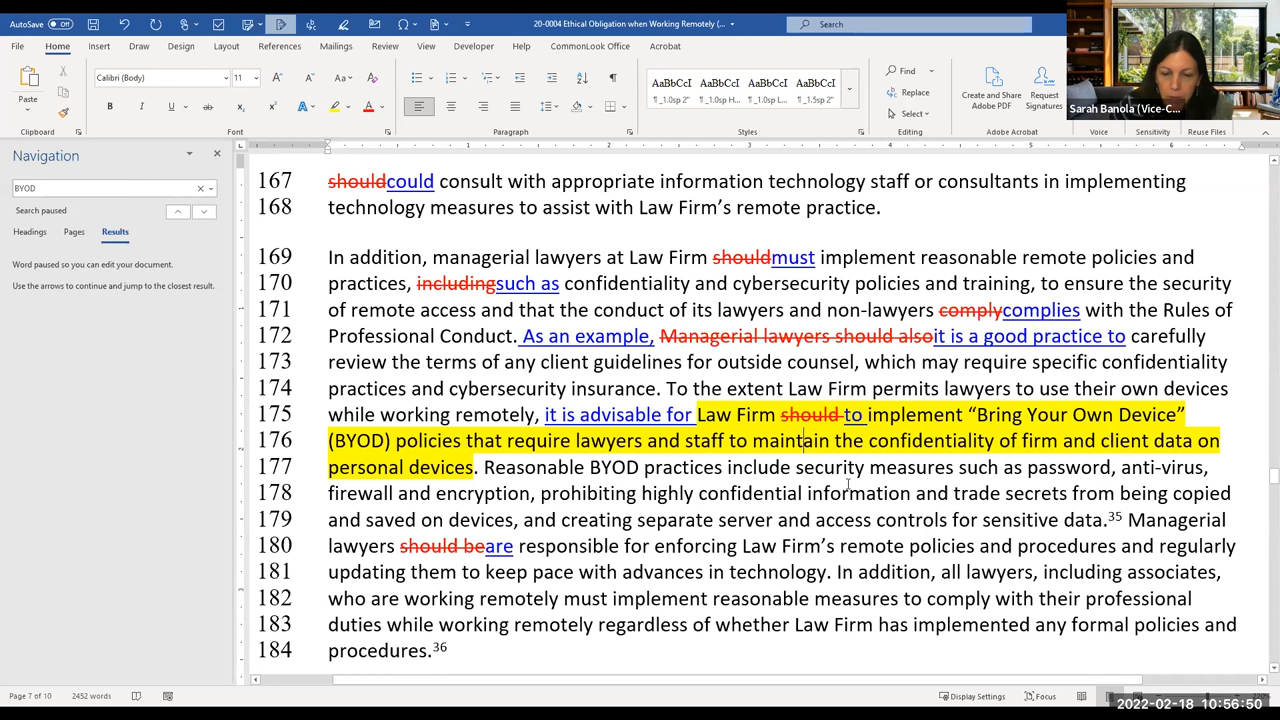 AutoSave Off
20-0004 Ethical Obligation when Working Remotely (...
Search
File Home Insert Draw Design Layout References Mailings Review View Developer Help CommonLook Office Acrobat
Sarah Banola (Vice-C...
Paste
Calibri (Body) 11
B I U
AaBbCcI AaBbCcI AaBbCcI AaBbCcI
¶ _1.0sp 2" ¶ _1.0sp H... ¶ _1.0sp L... ¶ _1.5sp 2"
Find
Replace
Select
Create and Share Adobe PDF
Request Signatures
Clipboard Font Paragraph Styles Editing Adobe Acrobat Voice Sensitivity Reuse Files
Navigation
BYOD
Search paused
Headings Pages Results
Word paused so you can edit your document.
Use the arrows to continue and jump to the closest result.
167 shouldcould consult with appropriate information technology staff or consultants in implementing
168 technology measures to assist with Law Firm's remote practice.
169 In addition, managerial lawyers at Law Firm shouldmust implement reasonable remote policies and
170 practices, includingsuch as confidentiality and cybersecurity policies and training, to ensure the security
171 of remote access and that the conduct of its lawyers and non-lawyers complycomplies with the Rules of
172 Professional Conduct. As an example, Managerial lawyers should alsoit is a good practice to carefully
173 review the terms of any client guidelines for outside counsel, which may require specific confidentiality
174 practices and cybersecurity insurance. To the extent Law Firm permits lawyers to use their own devices
175 while working remotely, it is advisable for Law Firm should to implement “Bring Your Own Device”
176 (BYOD) policies that require lawyers and staff to maintain the confidentiality of firm and client data on
177 personal devices. Reasonable BYOD practices include security measures such as password, anti-virus,
178 firewall and encryption, prohibiting highly confidential information and trade secrets from being copied
179 and saved on devices, and creating separate server and access controls for sensitive data.35 Managerial
180 lawyers should beare responsible for enforcing Law Firm's remote policies and procedures and regularly
181 updating them to keep pace with advances in technology. In addition, all lawyers, including associates,
182 who are working remotely must implement reasonable measures to comply with their professional
183 duties while working remotely regardless of whether Law Firm has implemented any formal policies and
184 procedures.36
Page 7 of 10 2452 words
Display Settings Focus
2022-02-18 10:56:50